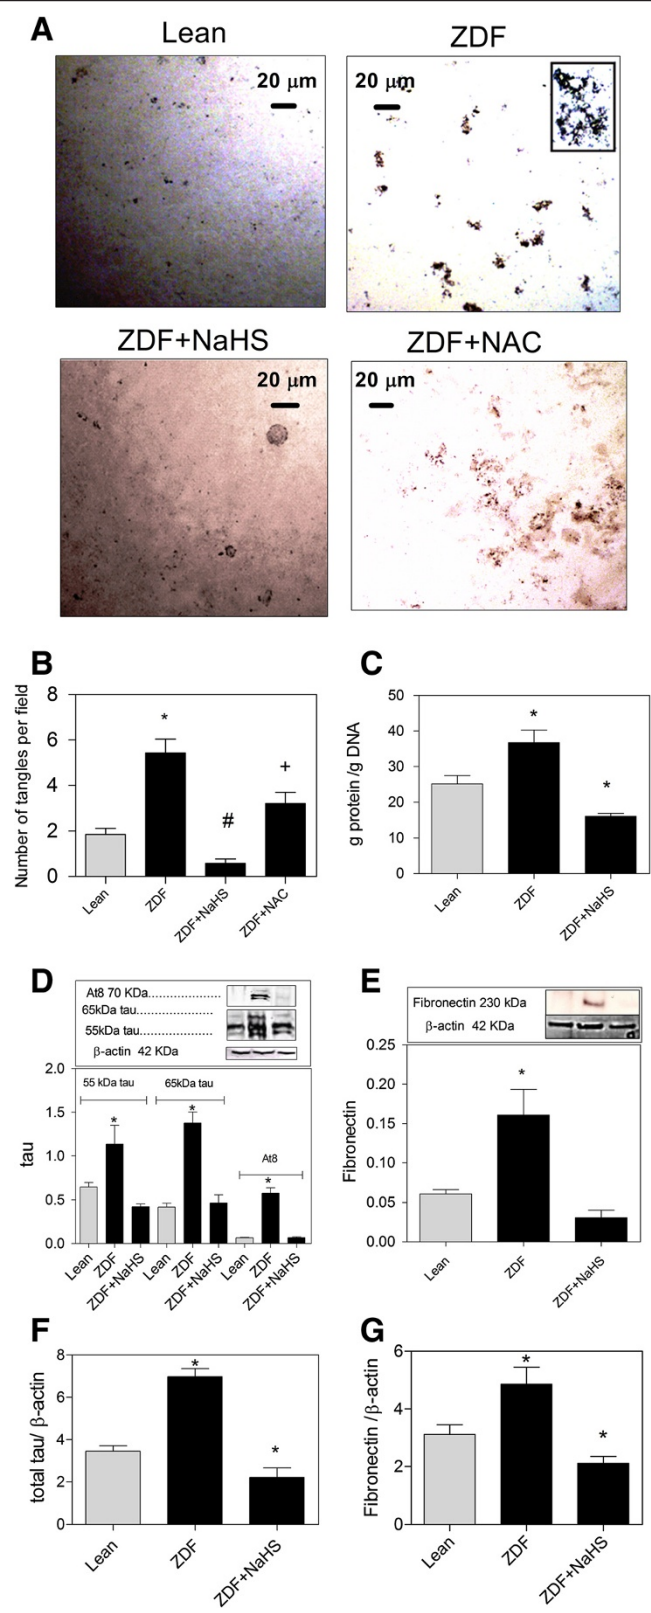 A
Lean
ZDF
20 μm
20 μm
ZDF+NaHS
ZDF+NAC
20 μm
20 μm
B
Number of tangles per field
8
6
4
2
0
*
#
+
Lean
ZDF
ZDF+NaHS
ZDF+NAC
C
g protein /g DNA
50
40
30
20
10
0
*
*
Lean
ZDF
ZDF+NaHS
D
At8 70 KDa......................
65kDa tau.......................
55kDa tau......................
β-actin 42 KDa
tau
2.0
1.5
1.0
0.5
0.0
55 kDa tau
65kDa tau
At8
*
*
*
Lean
ZDF
ZDF+NaHS
Lean
ZDF
ZDF+NaHS
Lean
ZDF
ZDF+NaHS
E
Fibronectin 230 kDa
β-actin 42 KDa
Fibronectin
0.25
0.20
0.15
0.10
0.05
0.00
*
Lean
ZDF
ZDF+NaHS
F
total tau/ β-actin
8
6
4
2
0
*
*
Lean
ZDF
ZDF+NaHS
G
Fibronectin /β-actin
6
4
2
0
*
*
Lean
ZDF
ZDF+NaHS